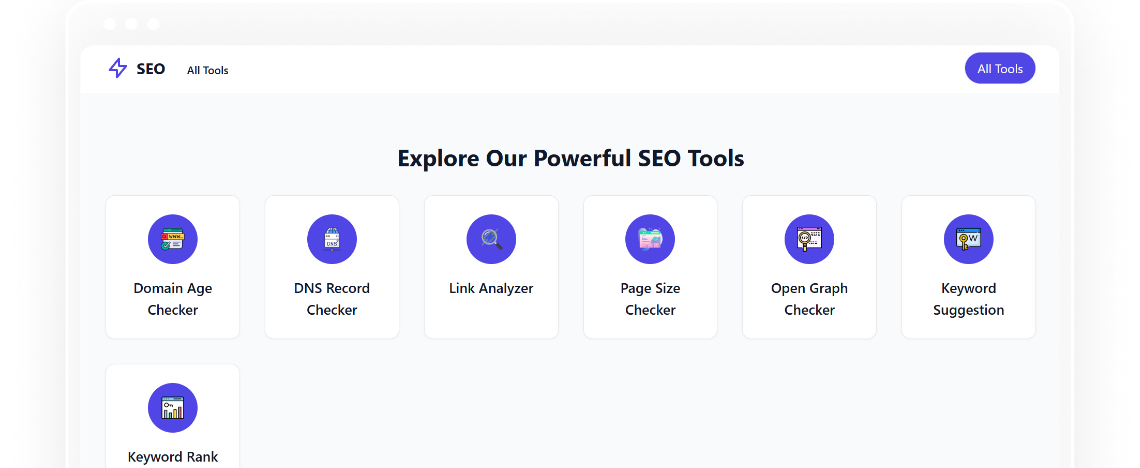 SEO
All Tools
All Tools
Explore Our Powerful SEO Tools
Domain Age
Checker
DNS Record
Checker
Link Analyzer
Page Size
Checker
Open Graph
Checker
Keyword
Suggestion
Keyword Rank